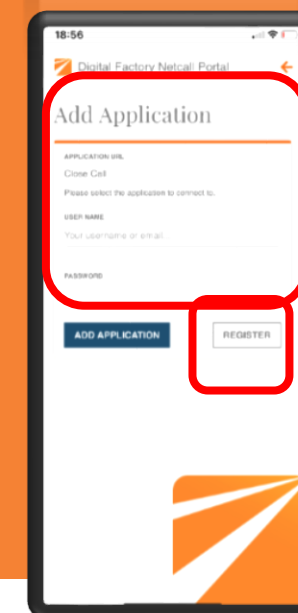 18:56
Digital Factory Netcall Portal
Add Application
APPLICATION URL
Close Call
Please select the application to connect to.
USER NAME
Your username or email
PASSWORD
ADD APPLICATION
REGISTER